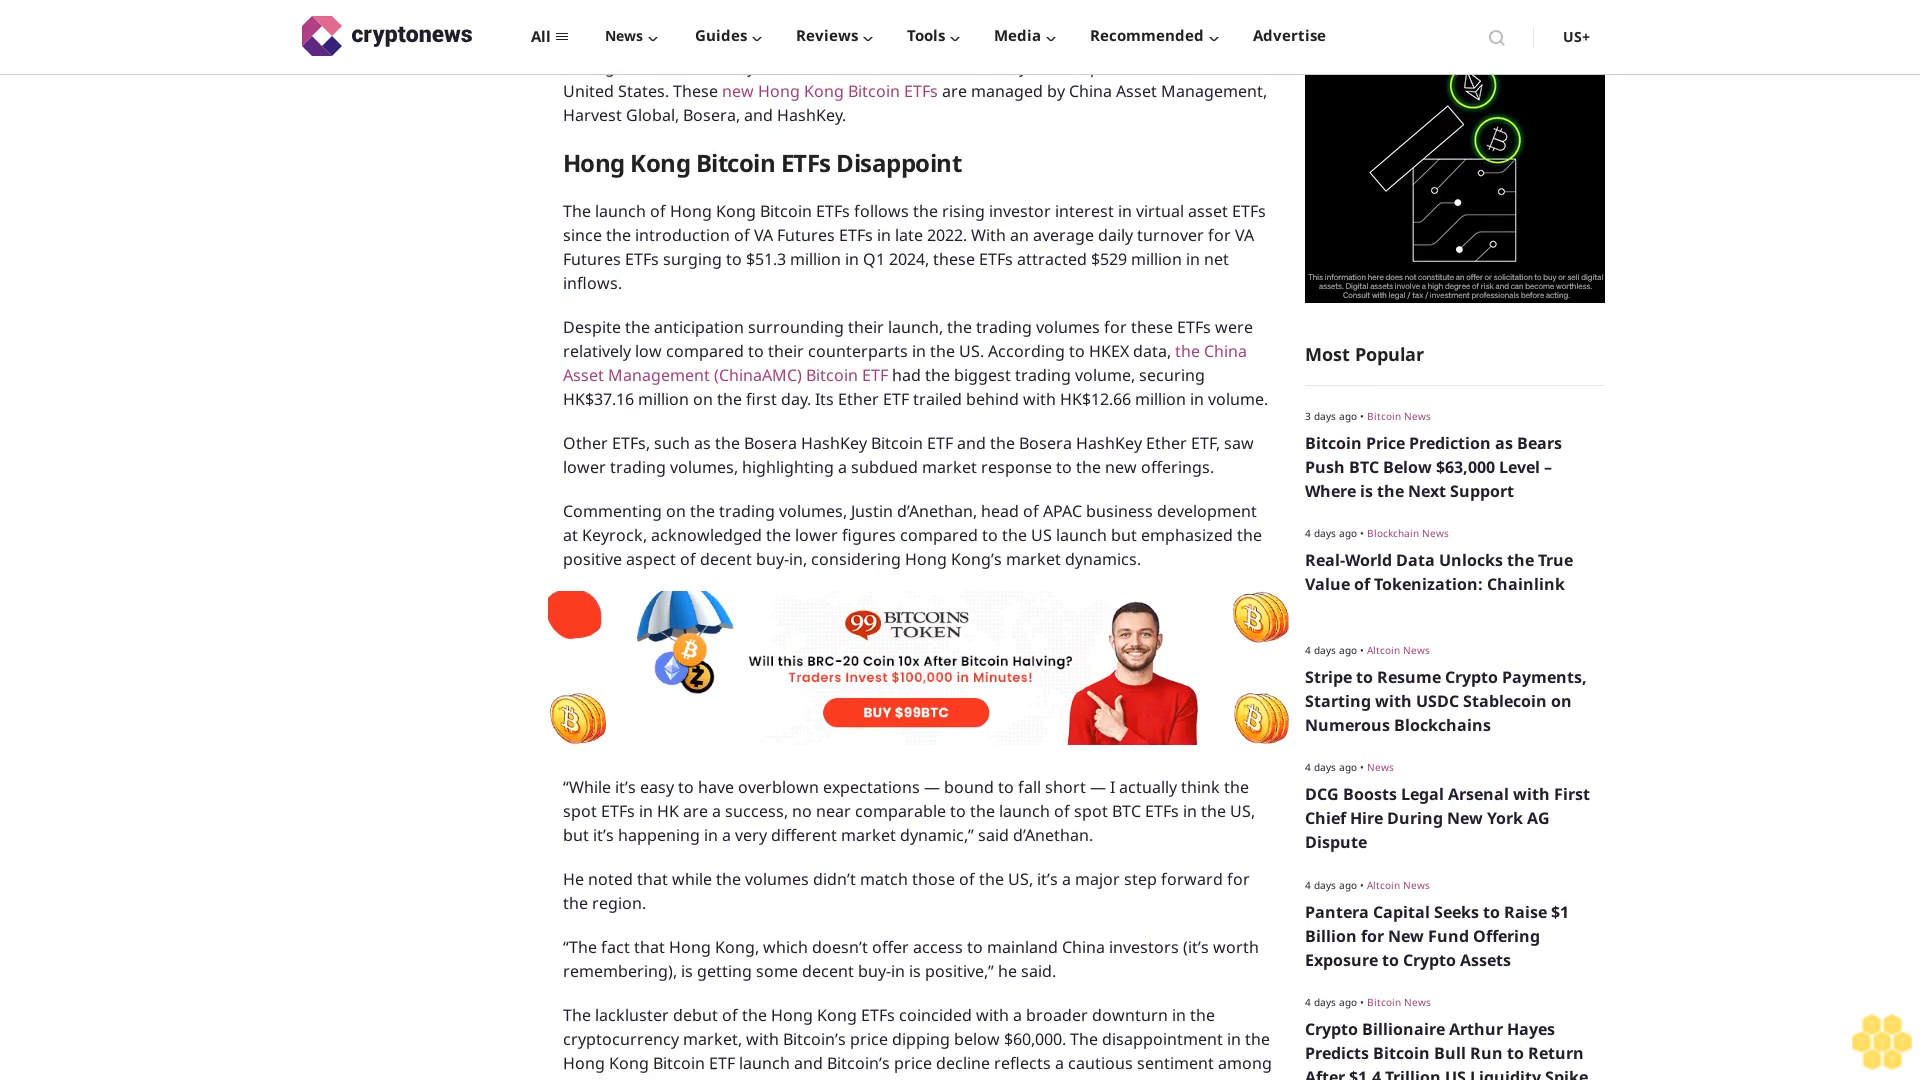 cryptonews
All
News
Guides
Reviews
Tools
Media
Recommended
Advertise
US+
United States. These new Hong Kong Bitcoin ETFs are managed by China Asset Management,
Harvest Global, Bosera, and HashKey.
Hong Kong Bitcoin ETFs Disappoint
The launch of Hong Kong Bitcoin ETFs follows the rising investor interest in virtual asset ETFs
since the introduction of VA Futures ETFs in late 2022. With an average daily turnover for VA
Futures ETFs surging to $51.3 million in Q1 2024, these ETFs attracted $529 million in net
inflows.
Despite the anticipation surrounding their launch, the trading volumes for these ETFs were
relatively low compared to their counterparts in the US. According to HKEX data, the China
Asset Management (ChinaAMC) Bitcoin ETF had the biggest trading volume, securing
HK$37.16 million on the first day. Its Ether ETF trailed behind with HK$12.66 million in volume.
Other ETFs, such as the Bosera HashKey Bitcoin ETF and the Bosera HashKey Ether ETF, saw
lower trading volumes, highlighting a subdued market response to the new offerings.
Commenting on the trading volumes, Justin d’Anethan, head of APAC business development
at Keyrock, acknowledged the lower figures compared to the US launch but emphasized the
positive aspect of decent buy-in, considering Hong Kong’s market dynamics.
99 BITCOINS
TOKEN
Will this BRC-20 Coin 10x After Bitcoin Halving?
Traders Invest $100,000 in Minutes!
BUY $99BTC
“While it’s easy to have overblown expectations — bound to fall short — I actually think the
spot ETFs in HK are a success, no near comparable to the launch of spot BTC ETFs in the US,
but it’s happening in a very different market dynamic,” said d’Anethan.
He noted that while the volumes didn’t match those of the US, it’s a major step forward for
the region.
“The fact that Hong Kong, which doesn’t offer access to mainland China investors (it’s worth
remembering), is getting some decent buy-in is positive,” he said.
The lackluster debut of the Hong Kong ETFs coincided with a broader downturn in the
cryptocurrency market, with Bitcoin’s price dipping below $60,000. The disappointment in the
Hong Kong Bitcoin ETF launch and Bitcoin’s price decline reflects a cautious sentiment among
This information here does not constitute an offer or solicitation to buy or sell digital
assets. Digital assets involve a high degree of risk and can become worthless.
Consult with legal / tax / investment professionals before acting.
Most Popular
3 days ago • Bitcoin News
Bitcoin Price Prediction as Bears
Push BTC Below $63,000 Level –
Where is the Next Support
4 days ago • Blockchain News
Real-World Data Unlocks the True
Value of Tokenization: Chainlink
4 days ago • Altcoin News
Stripe to Resume Crypto Payments,
Starting with USDC Stablecoin on
Numerous Blockchains
4 days ago • News
DCG Boosts Legal Arsenal with First
Chief Hire During New York AG
Dispute
4 days ago • Altcoin News
Pantera Capital Seeks to Raise $1
Billion for New Fund Offering
Exposure to Crypto Assets
4 days ago • Bitcoin News
Crypto Billionaire Arthur Hayes
Predicts Bitcoin Bull Run to Return
After $1.4 Trillion US Liquidity Spike